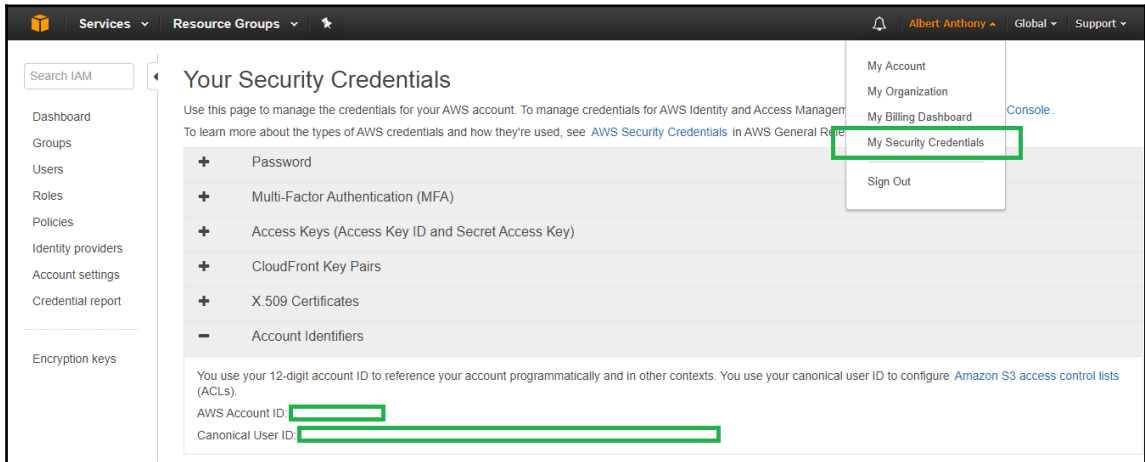 Services Resource Groups Albert Anthony Global Support
Search IAM
Dashboard
Groups
Users
Roles
Policies
Identity providers
Account settings
Credential report
Encryption keys
Your Security Credentials
Use this page to manage the credentials for your AWS account. To manage credentials for AWS Identity and Access Managem Console.
To learn more about the types of AWS credentials and how they're used, see AWS Security Credentials in AWS General Refe
+ Password
+ Multi-Factor Authentication (MFA)
+ Access Keys (Access Key ID and Secret Access Key)
+ CloudFront Key Pairs
+ X.509 Certificates
− Account Identifiers
You use your 12-digit account ID to reference your account programmatically and in other contexts. You use your canonical user ID to configure Amazon S3 access control lists
(ACLs).
AWS Account ID:
Canonical User ID:
My Account
My Organization
My Billing Dashboard
My Security Credentials
Sign Out